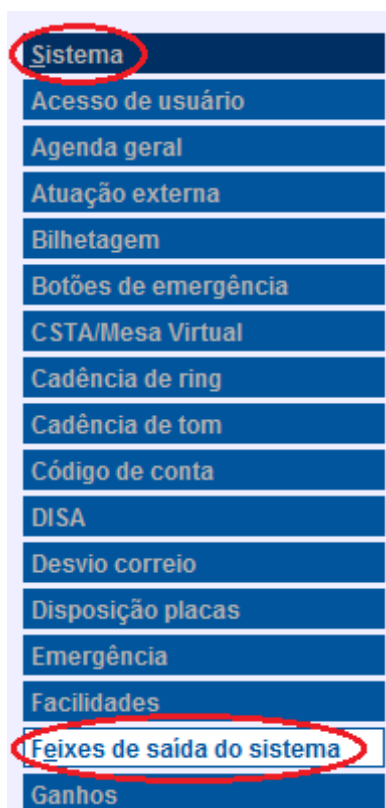 Sistema
Acesso de usuário
Agenda geral
Atuação externa
Bilhetagem
Botões de emergência
CSTA/Mesa Virtual
Cadência de ring
Cadência de tom
Código de conta
DISA
Desvio correio
Disposição placas
Emergência
Facilidades
Feixes de saída do sistema
Ganhos